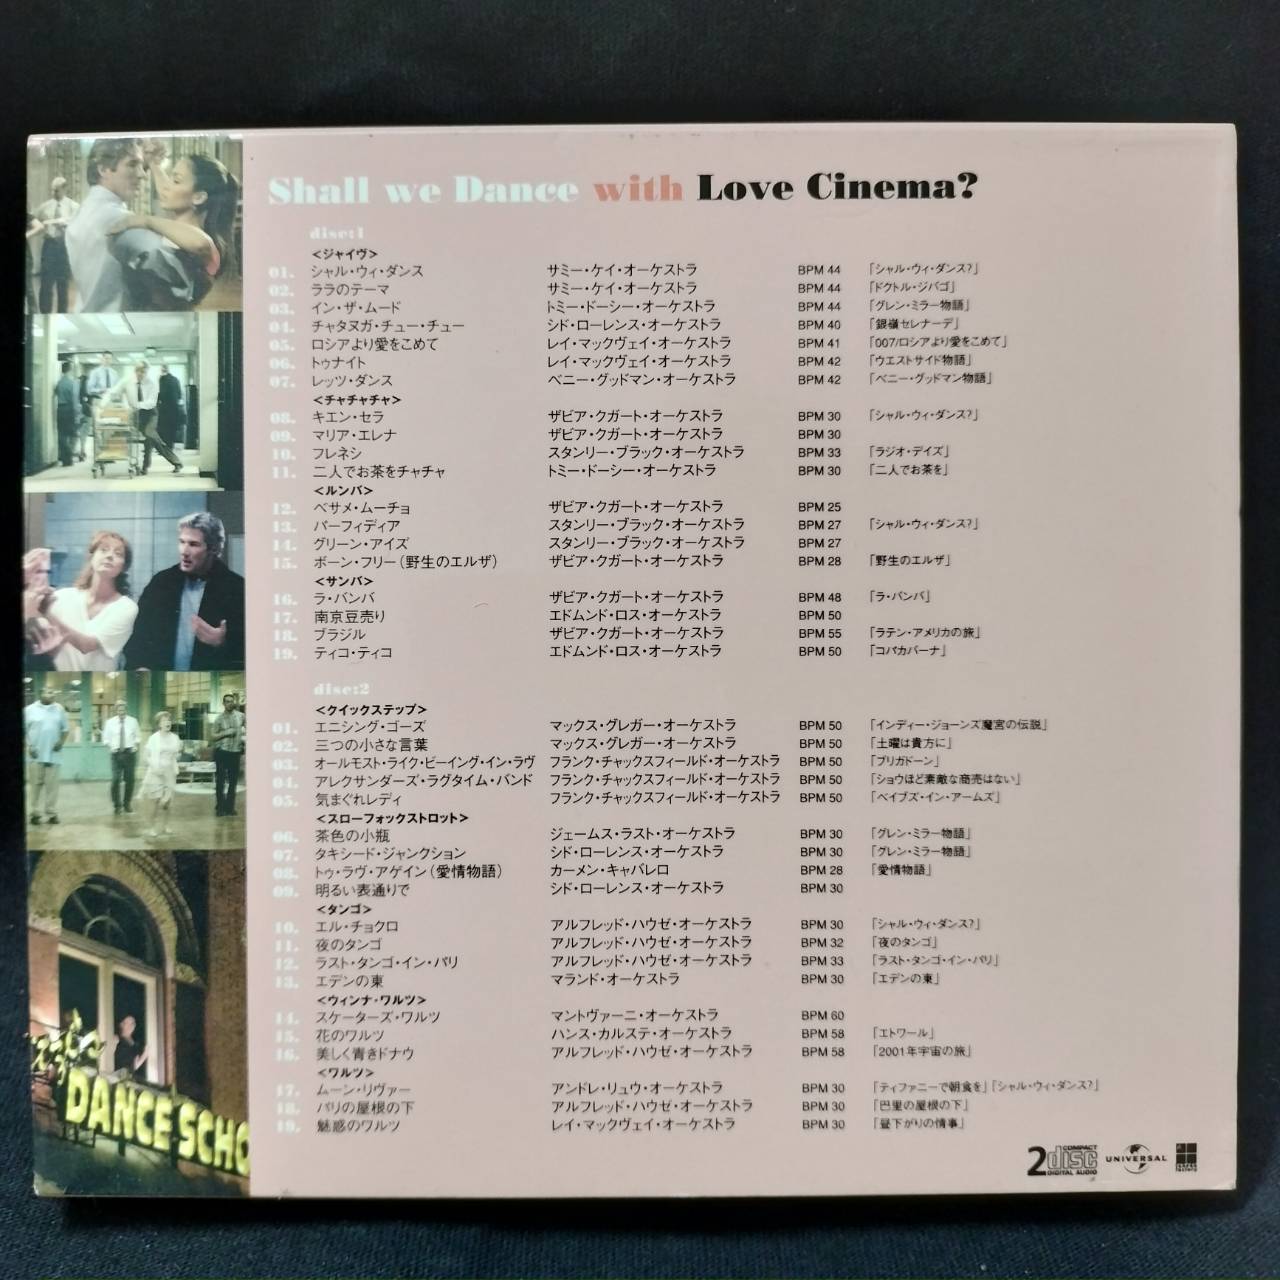 Shall we Dance with Love Cinema?
disc:1
<ジャイヴ>
01. シャル・ウィ・ダンス サミー・ケイ・オーケストラ BPM 44 「シャル・ウィ・ダンス?」
02. ララのテーマ サミー・ケイ・オーケストラ BPM 44 「ドクトル・ジバゴ」
03. イン・ザ・ムード トミー・ドーシー・オーケストラ BPM 44 「グレン・ミラー物語」
04. チャタヌガ・チュー・チュー シド・ローレンス・オーケストラ BPM 40 「銀嶺セレナーデ」
05. ロシアより愛をこめて レイ・マックヴェイ・オーケストラ BPM 41 「007/ロシアより愛をこめて」
06. トゥナイト レイ・マックヴェイ・オーケストラ BPM 42 「ウエストサイド物語」
07. レッツ・ダンス ベニー・グッドマン・オーケストラ BPM 42 「ベニー・グッドマン物語」
<チャチャチャ>
08. キエン・セラ ザビア・クガート・オーケストラ BPM 30 「シャル・ウィ・ダンス?」
09. マリア・エレナ ザビア・クガート・オーケストラ BPM 30
10. フレネシ スタンリー・ブラック・オーケストラ BPM 33 「ラジオ・デイズ」
11. 二人でお茶をチャチャ トミー・ドーシー・オーケストラ BPM 30 「二人でお茶を」
<ルンバ>
12. ベサメ・ムーチョ ザビア・クガート・オーケストラ BPM 25
13. パーフィディア スタンリー・ブラック・オーケストラ BPM 27 「シャル・ウィ・ダンス?」
14. グリーン・アイズ スタンリー・ブラック・オーケストラ BPM 27
15. ボーン・フリー(野生のエルザ) ザビア・クガート・オーケストラ BPM 28 「野生のエルザ」
<サンバ>
16. ラ・バンバ ザビア・クガート・オーケストラ BPM 48 「ラ・バンバ」
17. 南京豆売り エドムンド・ロス・オーケストラ BPM 50
18. ブラジル ザビア・クガート・オーケストラ BPM 55 「ラテン・アメリカの旅」
19. ティコ・ティコ エドムンド・ロス・オーケストラ BPM 50 「コパカバーナ」
disc:2
<クイックステップ>
01. エニシング・ゴーズ マックス・グレガー・オーケストラ BPM 50 「インディー・ジョーンズ魔宮の伝説」
02. 三つの小さな言葉 マックス・グレガー・オーケストラ BPM 50 「土曜は貴方に」
03. オールモスト・ライク・ビーイング・イン・ラヴ フランク・チャックスフィールド・オーケストラ BPM 50 「ブリガドーン」
04. アレクサンダーズ・ラグタイム・バンド フランク・チャックスフィールド・オーケストラ BPM 50 「ショウほど素敵な商売はない」
05. 気まぐれレディ フランク・チャックスフィールド・オーケストラ BPM 50 「ベイブズ・イン・アームズ」
<スローフォックストロット>
06. 茶色の小瓶 ジェームス・ラスト・オーケストラ BPM 30 「グレン・ミラー物語」
07. タキシード・ジャンクション シド・ローレンス・オーケストラ BPM 30 「グレン・ミラー物語」
08. トゥ・ラヴ・アゲイン(愛情物語) カーメン・キャバレロ BPM 28 「愛情物語」
09. 明るい表通りで シド・ローレンス・オーケストラ BPM 30
<タンゴ>
10. エル・チョクロ アルフレッド・ハウゼ・オーケストラ BPM 30 「シャル・ウィ・ダンス?」
11. 夜のタンゴ アルフレッド・ハウゼ・オーケストラ BPM 32 「夜のタンゴ」
12. ラスト・タンゴ・イン・パリ アルフレッド・ハウゼ・オーケストラ BPM 33 「ラスト・タンゴ・イン・パリ」
13. エデンの東 マランド・オーケストラ BPM 30 「エデンの東」
<ウィンナ・ワルツ>
14. スケーターズ・ワルツ マントヴァーニ・オーケストラ BPM 60
15. 花のワルツ ハンス・カルステ・オーケストラ BPM 58 「エトワール」
16. 美しく青きドナウ アルフレッド・ハウゼ・オーケストラ BPM 58 「2001年宇宙の旅」
<ワルツ>
17. ムーン・リヴァー アンドレ・リュウ・オーケストラ BPM 30 「ティファニーで朝食を」「シャル・ウィ・ダンス?」
18. パリの屋根の下 アルフレッド・ハウゼ・オーケストラ BPM 30 「巴里の屋根の下」
19. 魅惑のワルツ レイ・マックヴェイ・オーケストラ BPM 30 「昼下がりの情事」
DANCE SCHO
2 COMPACT disc DIGITAL AUDIO UNIVERSAL